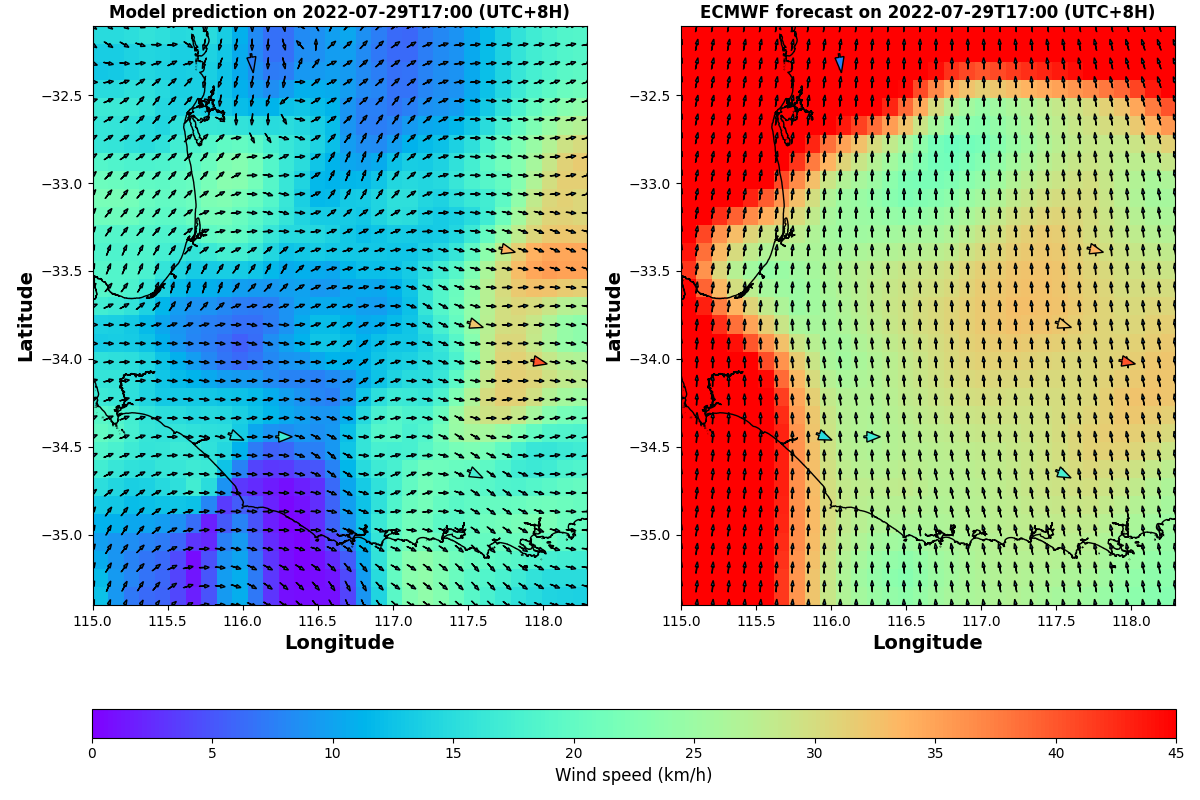 Model prediction on 2022-07-29T17:00 (UTC+8H)
ECMWF forecast on 2022-07-29T17:00 (UTC+8H)
Latitude
−32.5
−33.0
−33.5
−34.0
−34.5
−35.0
115.0 115.5 116.0 116.5 117.0 117.5 118.0
Longitude
Latitude
−32.5
−33.0
−33.5
−34.0
−34.5
−35.0
115.0 115.5 116.0 116.5 117.0 117.5 118.0
Longitude
0 5 10 15 20 25 30 35 40 45
Wind speed (km/h)